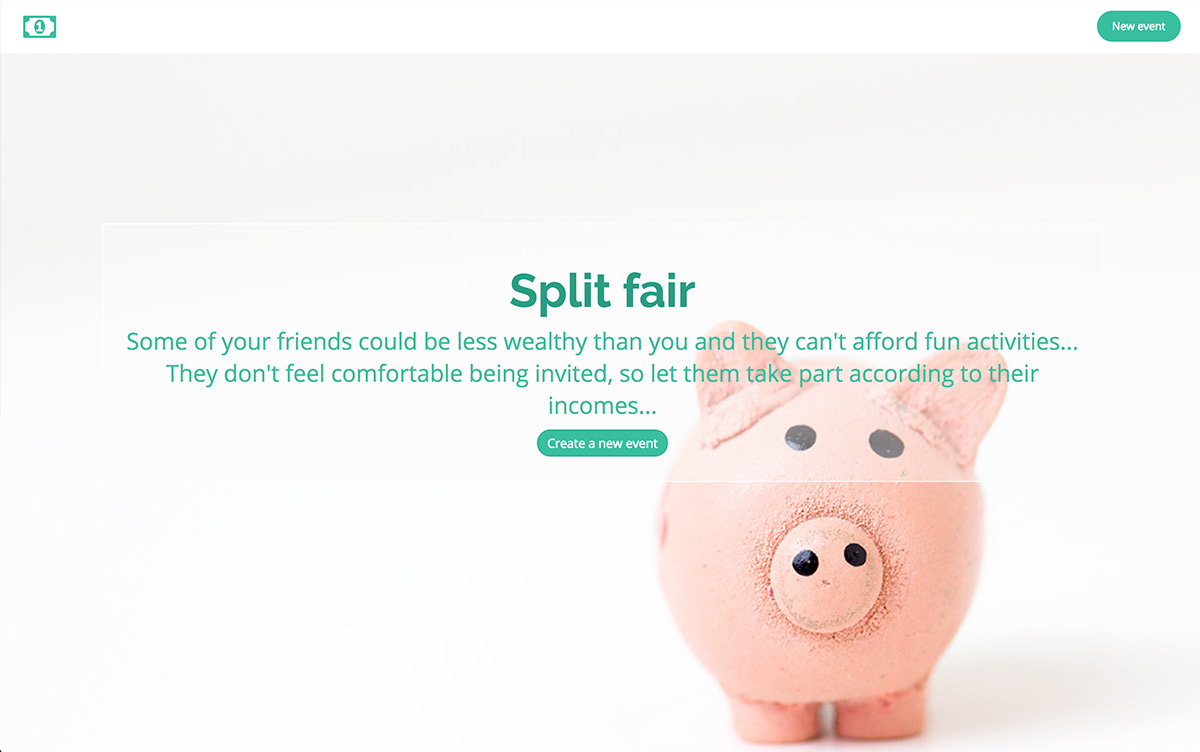 1
New event
Split fair
Some of your friends could be less wealthy than you and they can't afford fun activities...
They don't feel comfortable being invited, so let them take part according to their
incomes...
Create a new event